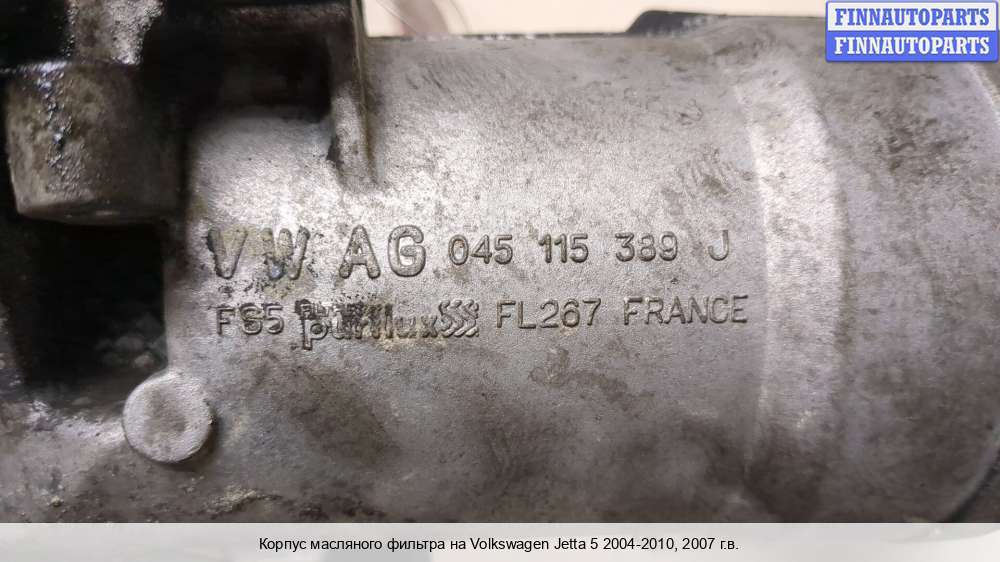 FINNAUTOPARTS
FINNAUTOPARTS
VW AG 045 115 389 J
FS5 purflux FL267 FRANCE
Корпус масляного фильтра на Volkswagen Jetta 5 2004-2010, 2007 г.в.